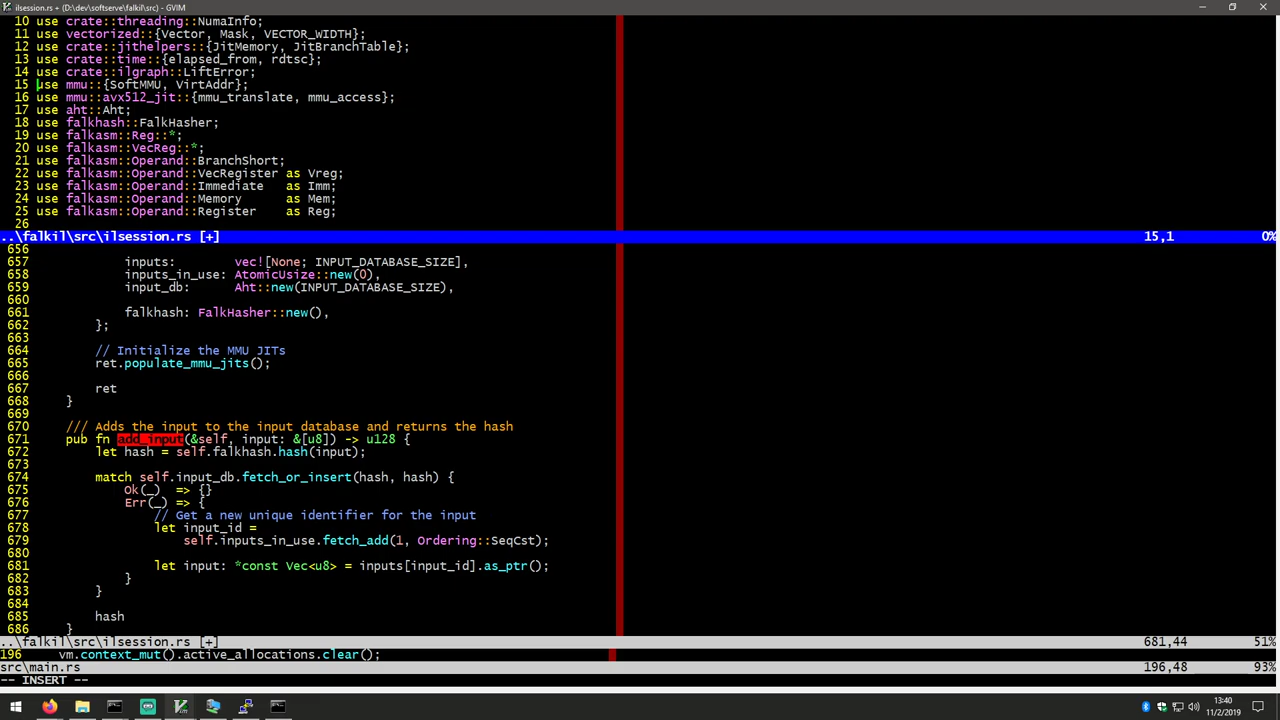 ilsession.rs + (D:\dev\softserve\falkil\src) - GVIM
10 use crate::threading::NumaInfo;
11 use vectorized::{Vector, Mask, VECTOR_WIDTH};
12 use crate::jithelpers::{JitMemory, JitBranchTable};
13 use crate::time::{elapsed_from, rdtsc};
14 use crate::ilgraph::LiftError;
15 use mmu::{SoftMMU, VirtAddr};
16 use mmu::avx512_jit::{mmu_translate, mmu_access};
17 use aht::Aht;
18 use falkhash::FalkHasher;
19 use falkasm::Reg::*;
20 use falkasm::VecReg::*;
21 use falkasm::Operand::BranchShort;
22 use falkasm::Operand::VecRegister as Vreg;
23 use falkasm::Operand::Immediate   as Imm;
24 use falkasm::Operand::Memory      as Mem;
25 use falkasm::Operand::Register    as Reg;
26
..\falkil\src\ilsession.rs [+] 15,1 0%
656
657             inputs:       vec![None; INPUT_DATABASE_SIZE],
658             inputs_in_use: AtomicUsize::new(0),
659             input_db:     Aht::new(INPUT_DATABASE_SIZE),
660
661             falkhash: FalkHasher::new(),
662         };
663
664         // Initialize the MMU JITs
665         ret.populate_mmu_jits();
666
667         ret
668     }
669
670     /// Adds the input to the input database and returns the hash
671     pub fn add_input(&self, input: &[u8]) -> u128 {
672         let hash = self.falkhash.hash(input);
673
674         match self.input_db.fetch_or_insert(hash, hash) {
675             Ok(_)  => {}
676             Err(_) => {
677                 // Get a new unique identifier for the input
678                 let input_id =
679                     self.inputs_in_use.fetch_add(1, Ordering::SeqCst);
680
681                 let input: *const Vec<u8> = inputs[input_id].as_ptr();
682             }
683         }
684
685         hash
686     }
..\falkil\src\ilsession.rs [+] 681,44 51%
196    vm.context_mut().active_allocations.clear();
src\main.rs 196,48 93%
-- INSERT --
13:40
11/2/2019